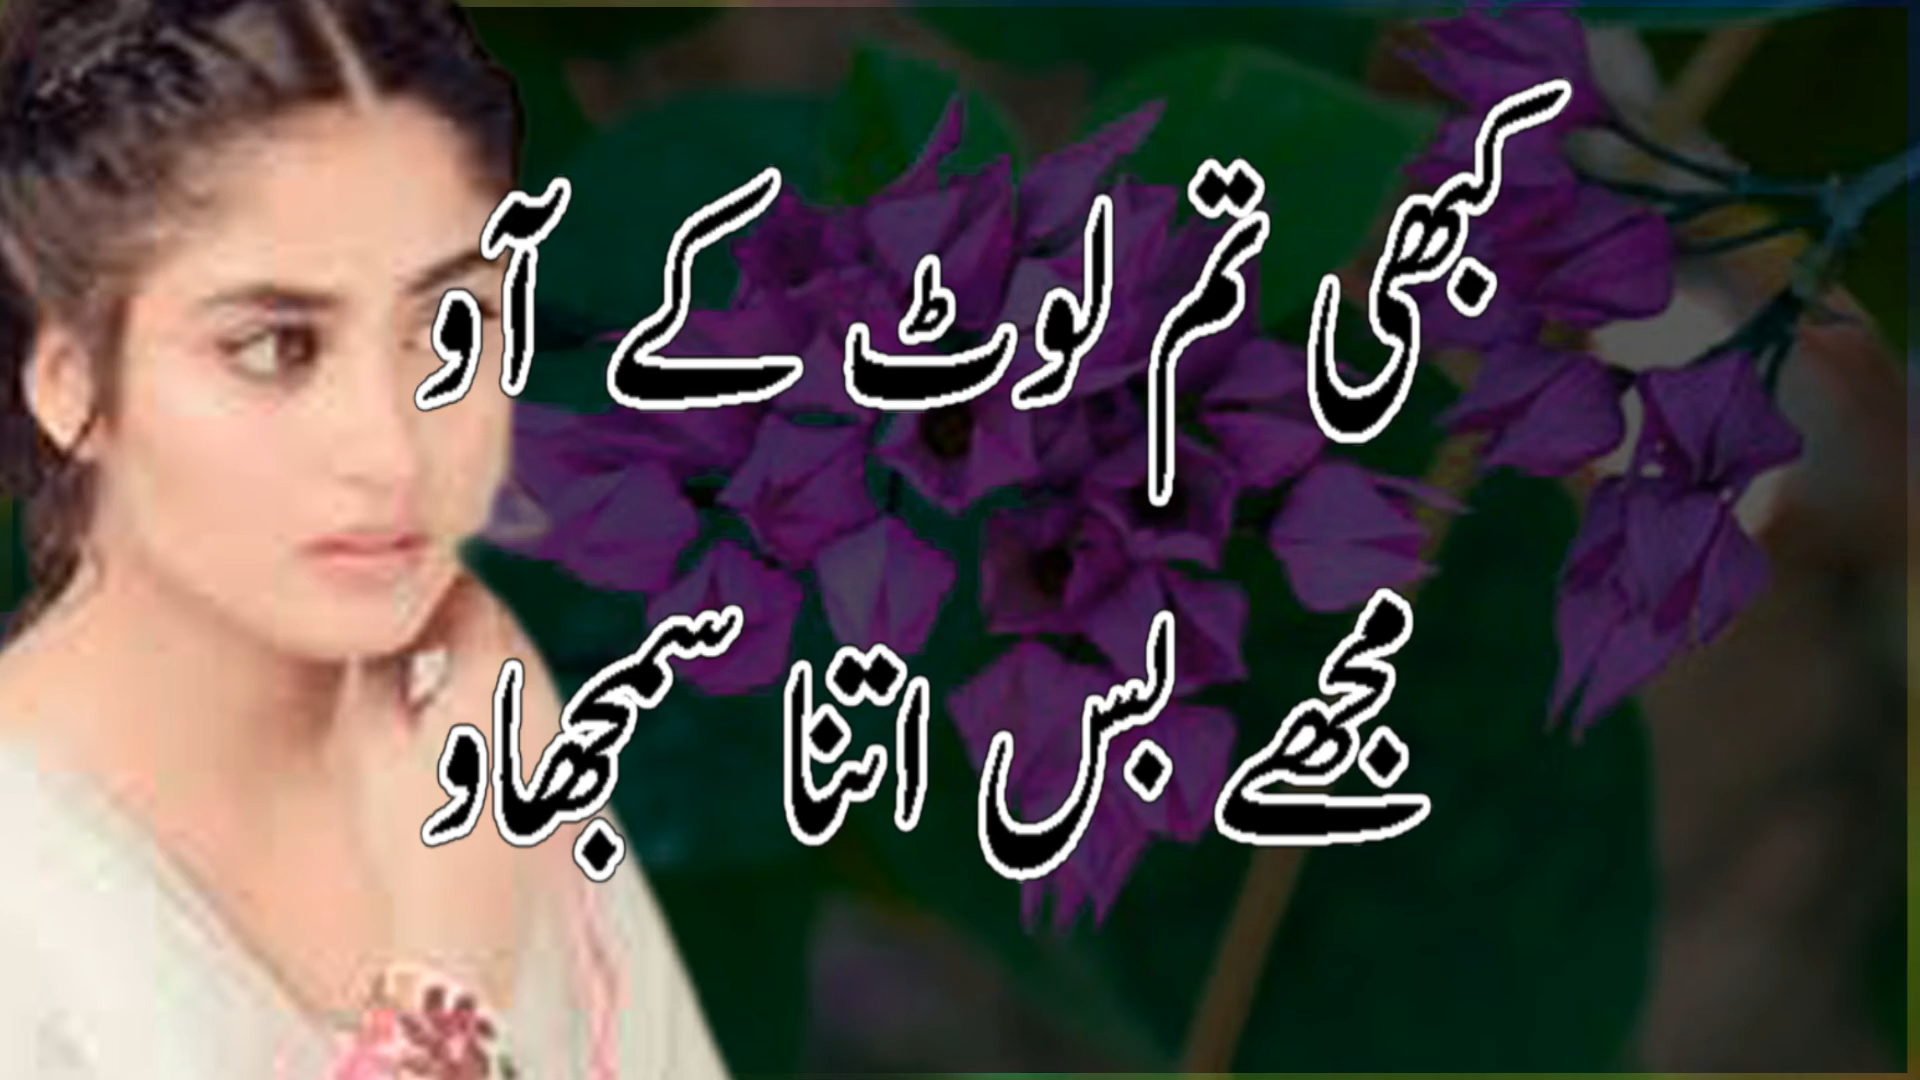 کبھی تم لوٹ کے آو
مجھے بس اتنا سمجھاو